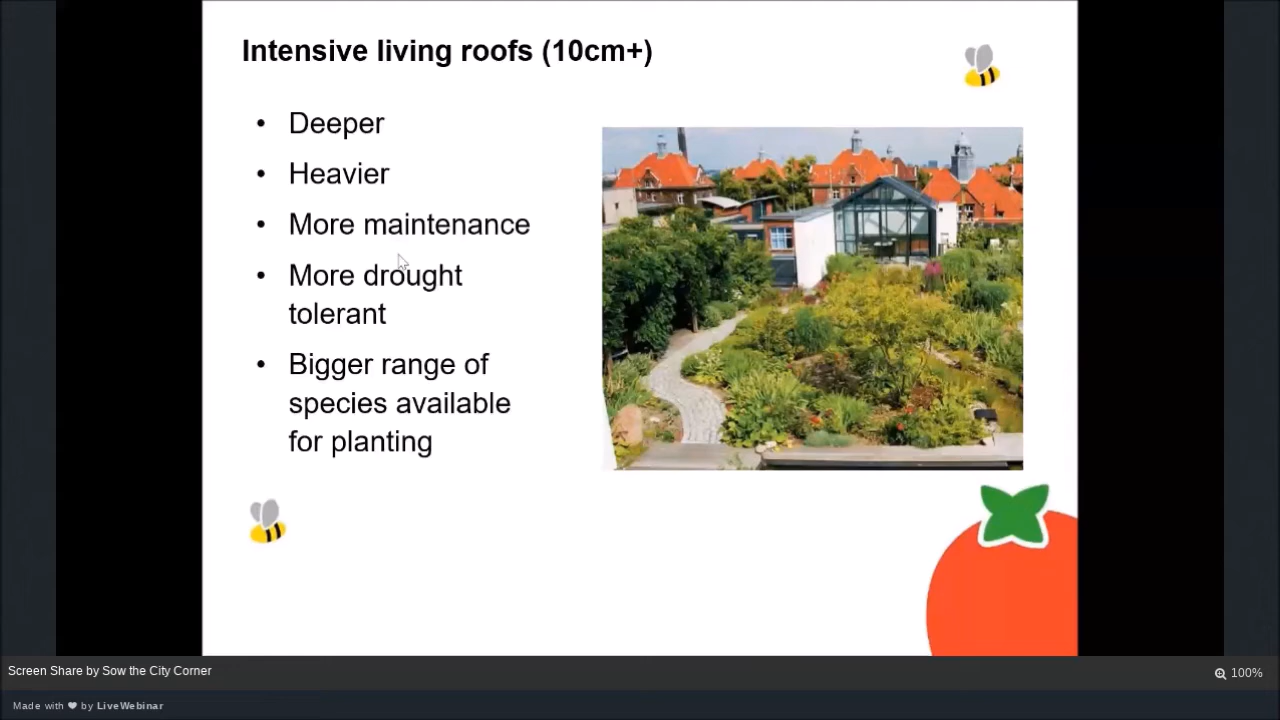 Intensive living roofs (10cm+)
• Deeper
• Heavier
• More maintenance
• More drought
tolerant
• Bigger range of
species available
for planting
Screen Share by Sow the City Corner
100%
Made with ❤ by LiveWebinar